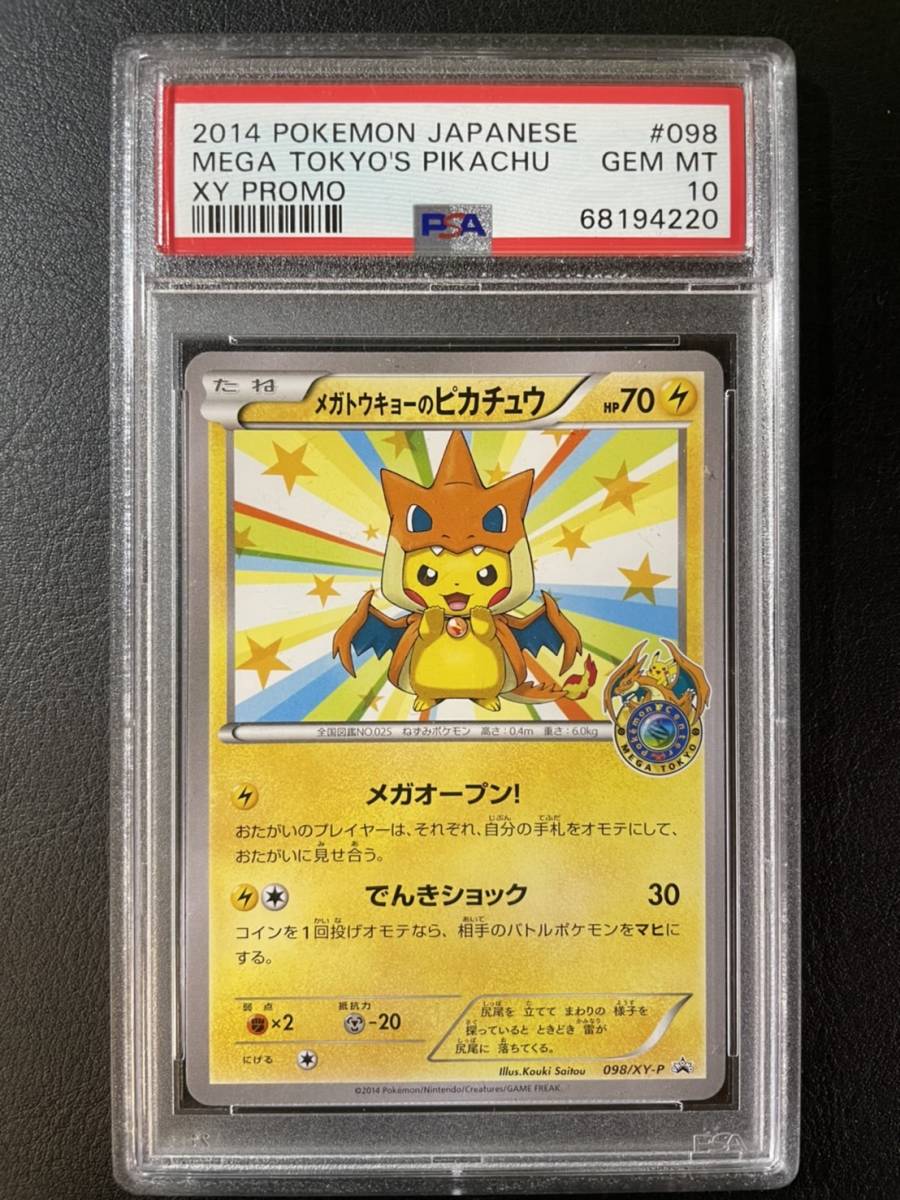 2014 POKEMON JAPANESE #098
MEGA TOKYO'S PIKACHU GEM MT
XY PROMO 10
PSA 68194220
たね メガトウキョーのピカチュウ HP70
全国図鑑NO.025 ねずみポケモン 高さ:0.4m 重さ:6.0kg
Pokémon Center
MEGA TOKYO
メガオープン!
おたがいのプレイヤーは、それぞれ、自分の手札をオモテにして、
おたがいに見せ合う。
でんきショック 30
コインを1回投げオモテなら、相手のバトルポケモンをマヒに
する。
弱点 抵抗力
×2 -20
にげる
尻尾を 立てて まわりの 様子を
探っていると ときどき 雷が
尻尾に 落ちてくる。
Illus.Kouki Saitou 098/XY-P
©2014 Pokémon/Nintendo/Creatures/GAME FREAK.
PSA